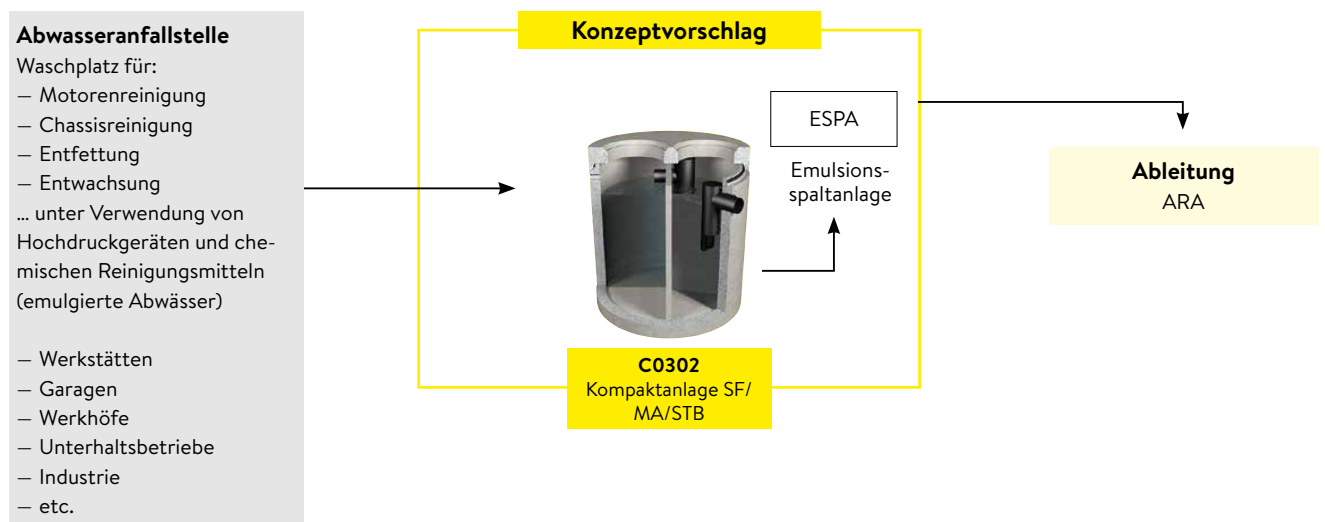 Abwasseranfallstelle
Waschplatz für:
— Motorenreinigung
— Chassisreinigung
— Entfettung
— Entwachsung
... unter Verwendung von
Hochdruckgeräten und che-
mischen Reinigungsmitteln
(emulgierte Abwässer)
— Werkstätten
— Garagen
— Werkhöfe
— Unterhaltsbetriebe
— Industrie
— etc.
Konzeptvorschlag
ESPA
Emulsions-
spaltanlage
C0302
Kompaktanlage SF/
MA/STB
Ableitung
ARA